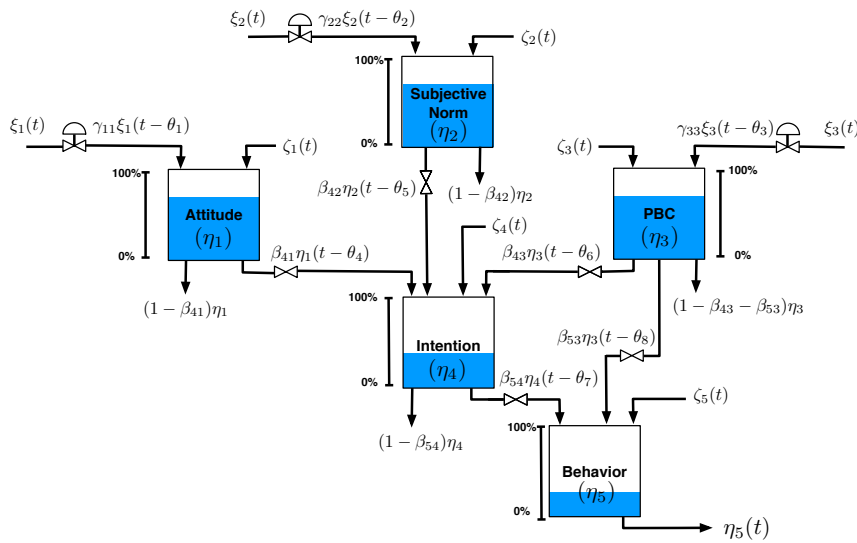 ξ₂(t)
γ₂₂ξ₂(t−θ₂)
ζ₂(t)
100%
Subjective
Norm
(η₂)
0%
ξ₁(t)
γ₁₁ξ₁(t−θ₁)
ζ₁(t)
100%
Attitude
(η₁)
0%
ζ₃(t)
γ₃₃ξ₃(t−θ₃)
ξ₃(t)
100%
PBC
(η₃)
0%
β₄₂η₂(t−θ₅)
(1−β₄₂)η₂
ζ₄(t)
β₄₁η₁(t−θ₄)
β₄₃η₃(t−θ₆)
(1−β₄₁)η₁
(1−β₄₃−β₅₃)η₃
100%
Intention
(η₄)
0%
β₅₃η₃(t−θ₈)
β₅₄η₄(t−θ₇)
ζ₅(t)
(1−β₅₄)η₄
100%
Behavior
(η₅)
0%
η₅(t)